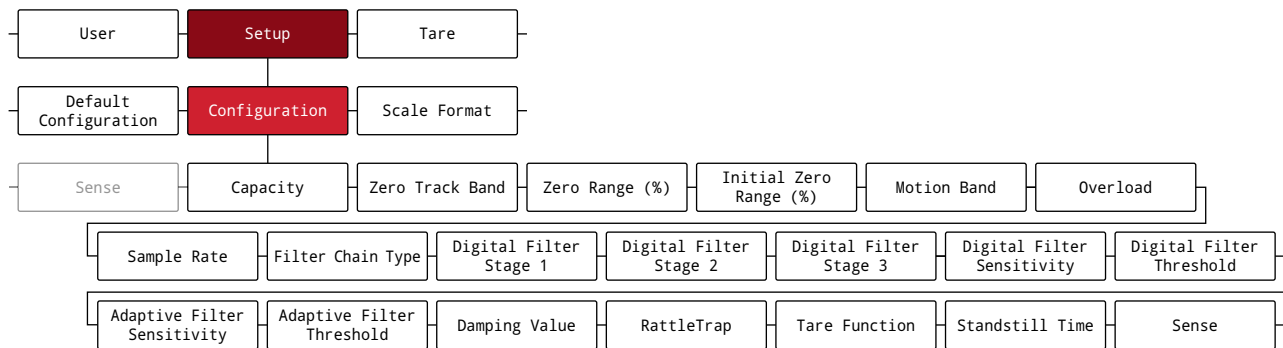 User
Setup
Tare
Default
Configuration
Configuration
Scale Format
Sense
Capacity
Zero Track Band
Zero Range (%)
Initial Zero
Range (%)
Motion Band
Overload
Sample Rate
Filter Chain Type
Digital Filter
Stage 1
Digital Filter
Stage 2
Digital Filter
Stage 3
Digital Filter
Sensitivity
Digital Filter
Threshold
Adaptive Filter
Sensitivity
Adaptive Filter
Threshold
Damping Value
RattleTrap
Tare Function
Standstill Time
Sense